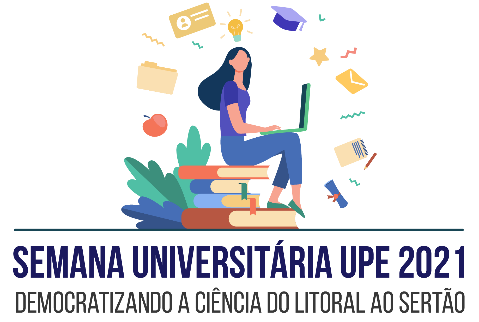 SEMANA UNIVERSITÁRIA UPE 2021
DEMOCRATIZANDO A CIÊNCIA DO LITORAL AO SERTÃO